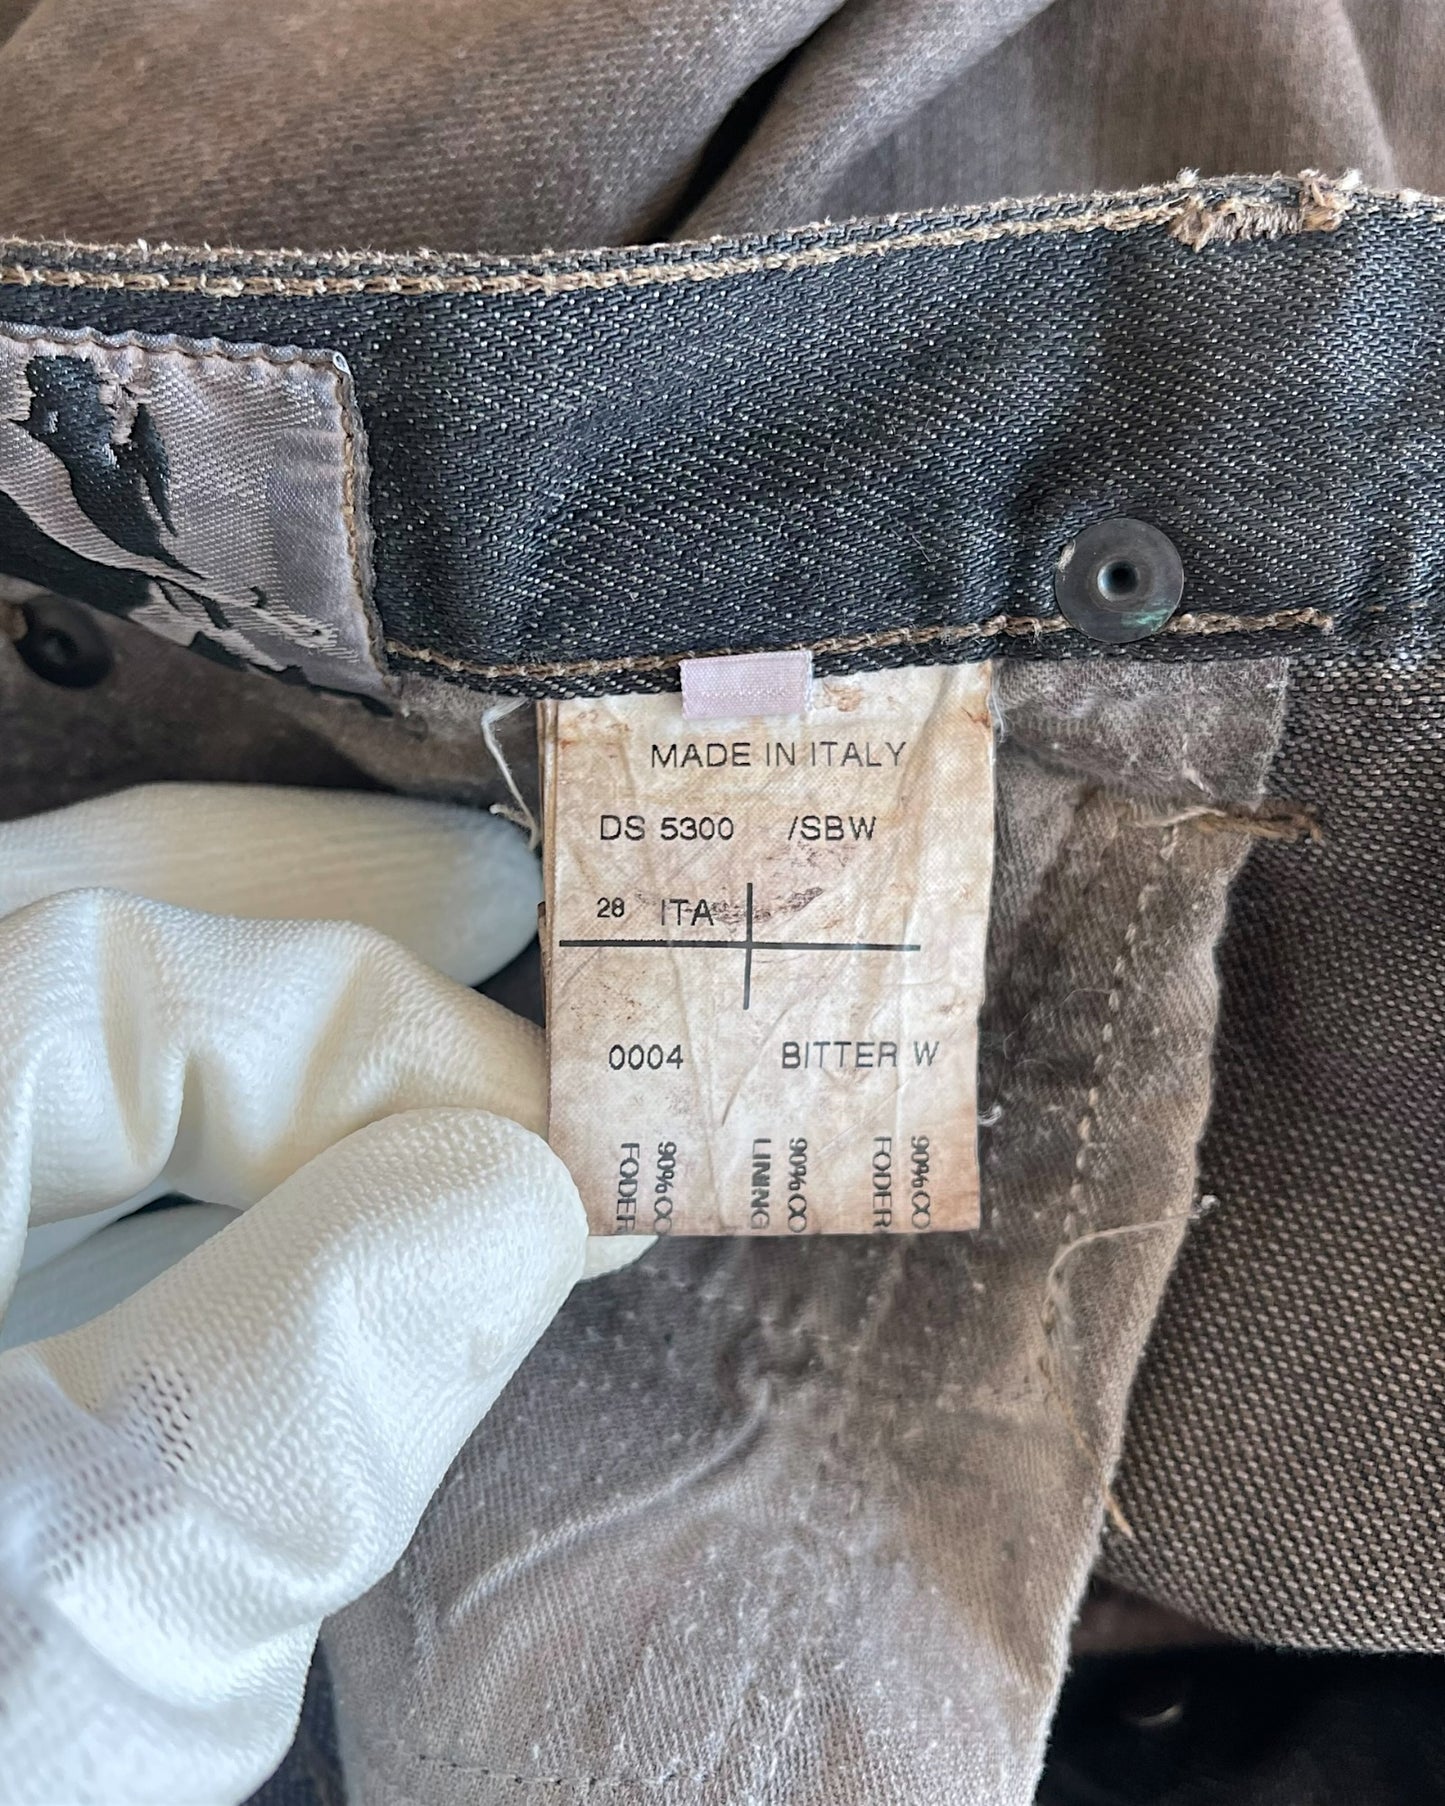 MADE IN ITALY
DS 5300 /SBW
28 ITA
0004 BITTER W
FODER
90%CO
LINING
90%CO
FODER
90%CO